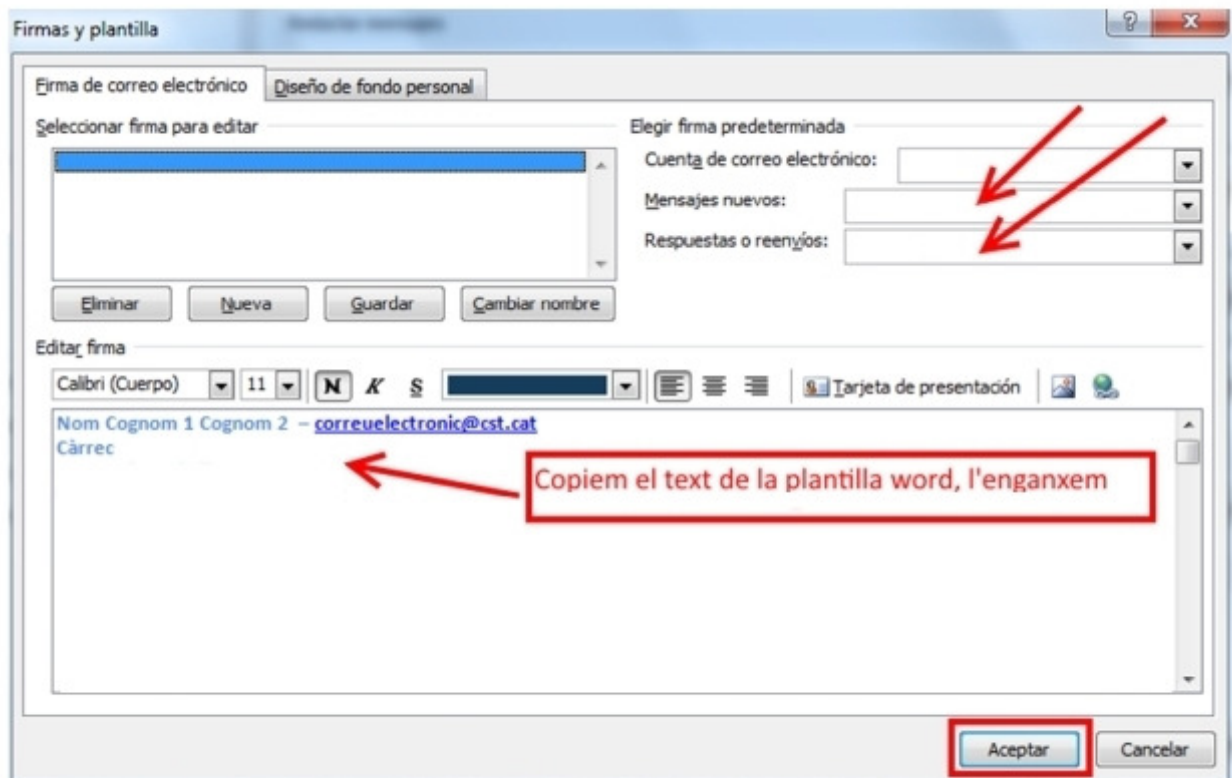 Firmas y plantilla
Firma de correo electrónico
Diseño de fondo personal
Seleccionar firma para editar
Elegir firma predeterminada
Cuenta de correo electrónico:
Mensajes nuevos:
Respuestas o reenvíos:
Eliminar
Nueva
Guardar
Cambiar nombre
Editar firma
Calibri (Cuerpo)
11
N
K
S
Tarjeta de presentación
Nom Cognom 1 Cognom 2 – correuelectronic@cst.cat
Càrrec
Copiem el text de la plantilla word, l'enganxem
Aceptar
Cancelar